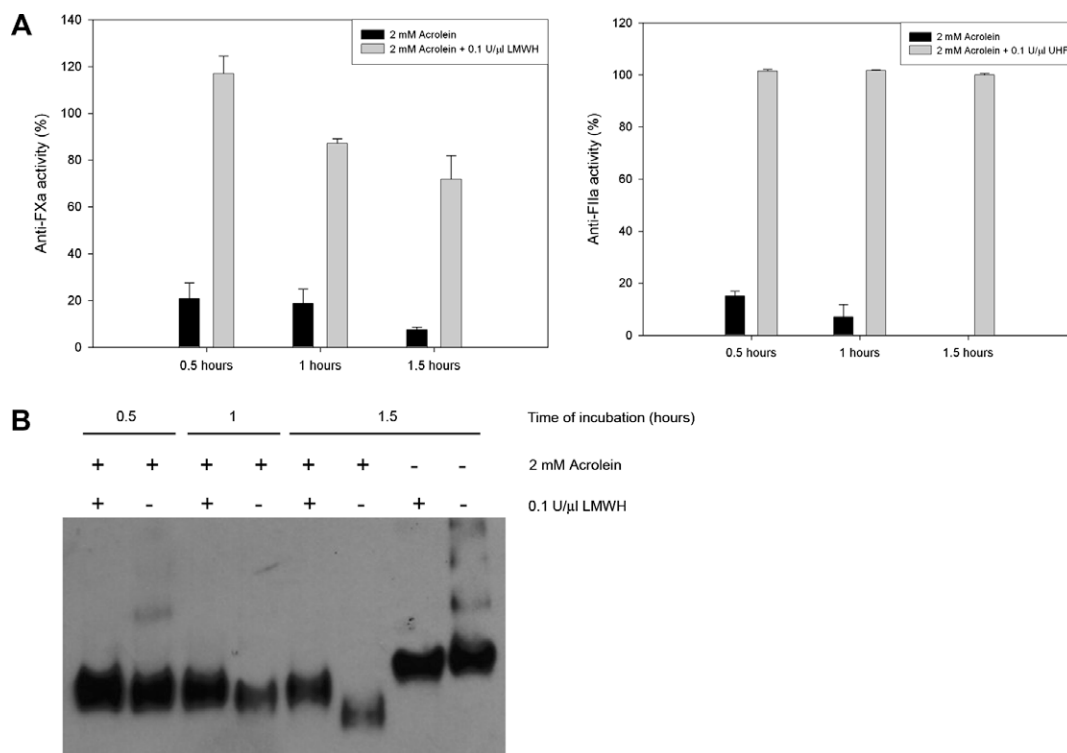 A
140
120
100
80
60
40
20
0
Anti-FXa activity (%)
2 mM Acrolein
2 mM Acrolein + 0.1 U/µl LMWH
0.5 hours
1 hours
1.5 hours
120
100
80
60
40
20
0
Anti-FIIa activity (%)
2 mM Acrolein
2 mM Acrolein + 0.1 U/µl UHF
0.5 hours
1 hours
1.5 hours
B
0.5 1 1.5 Time of incubation (hours)
+ + + + + + - - 2 mM Acrolein
+ - + - + - + - 0.1 U/µl LMWH